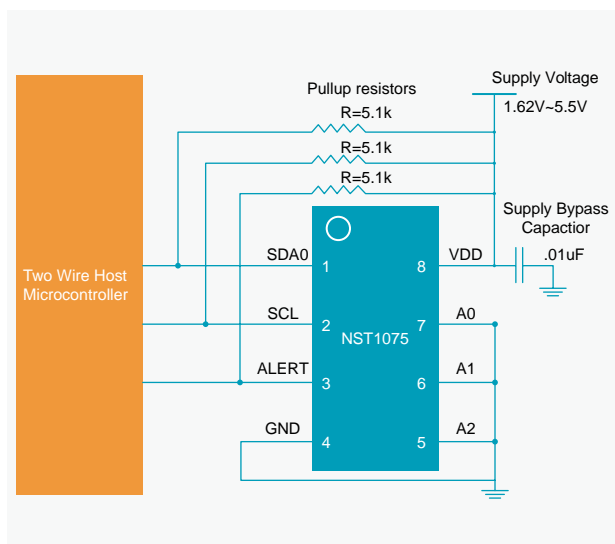 Supply Voltage
1.62V~5.5V
Pullup resistors
R=5.1k
R=5.1k
R=5.1k
Supply Bypass
Capactior
.01uF
Two Wire Host
Microcontroller
SDA0
1
8
VDD
SCL
2
7
A0
NST1075
ALERT
3
6
A1
GND
4
5
A2